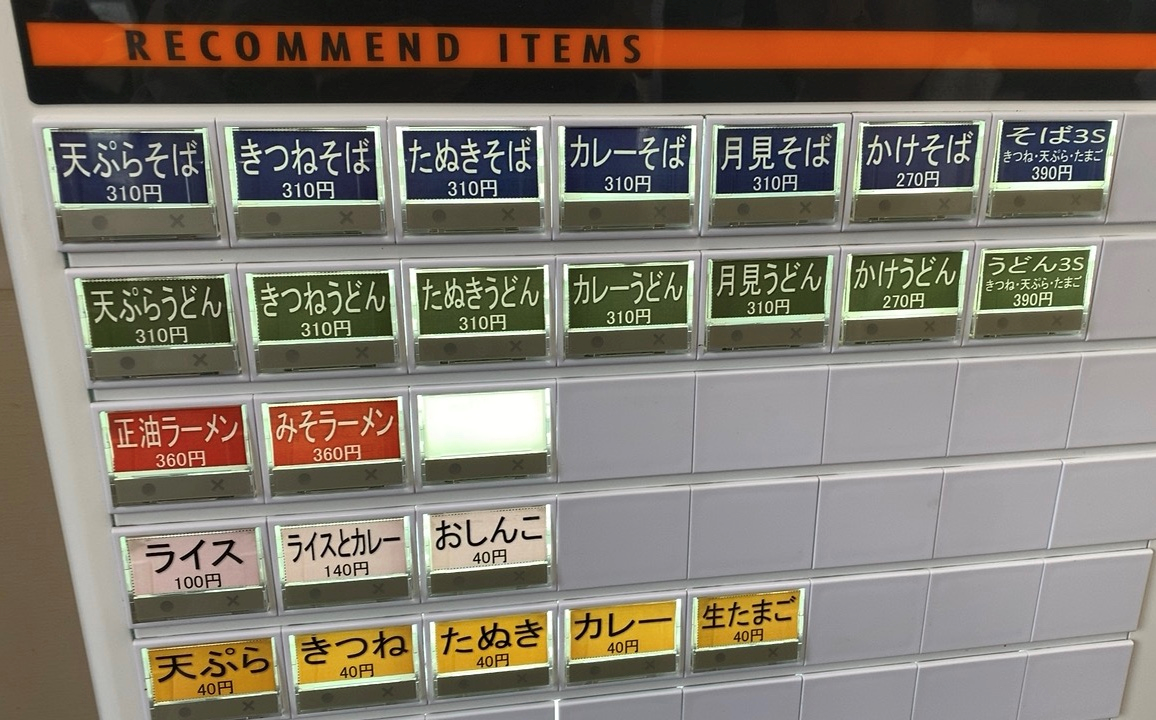 RECOMMEND ITEMS
天ぷらそば
310円
きつねそば
310円
たぬきそば
310円
カレーそば
310円
月見そば
310円
かけそば
270円
そば3S
きつね・天ぷら・たまご
390円
天ぷらうどん
310円
きつねうどん
310円
たぬきうどん
310円
カレーうどん
310円
月見うどん
310円
かけうどん
270円
うどん3S
きつね・天ぷら・たまご
390円
正油ラーメン
360円
みそラーメン
360円
ライス
100円
ライスとカレー
140円
おしんこ
40円
天ぷら
40円
きつね
40円
たぬき
40円
カレー
40円
生たまご
40円